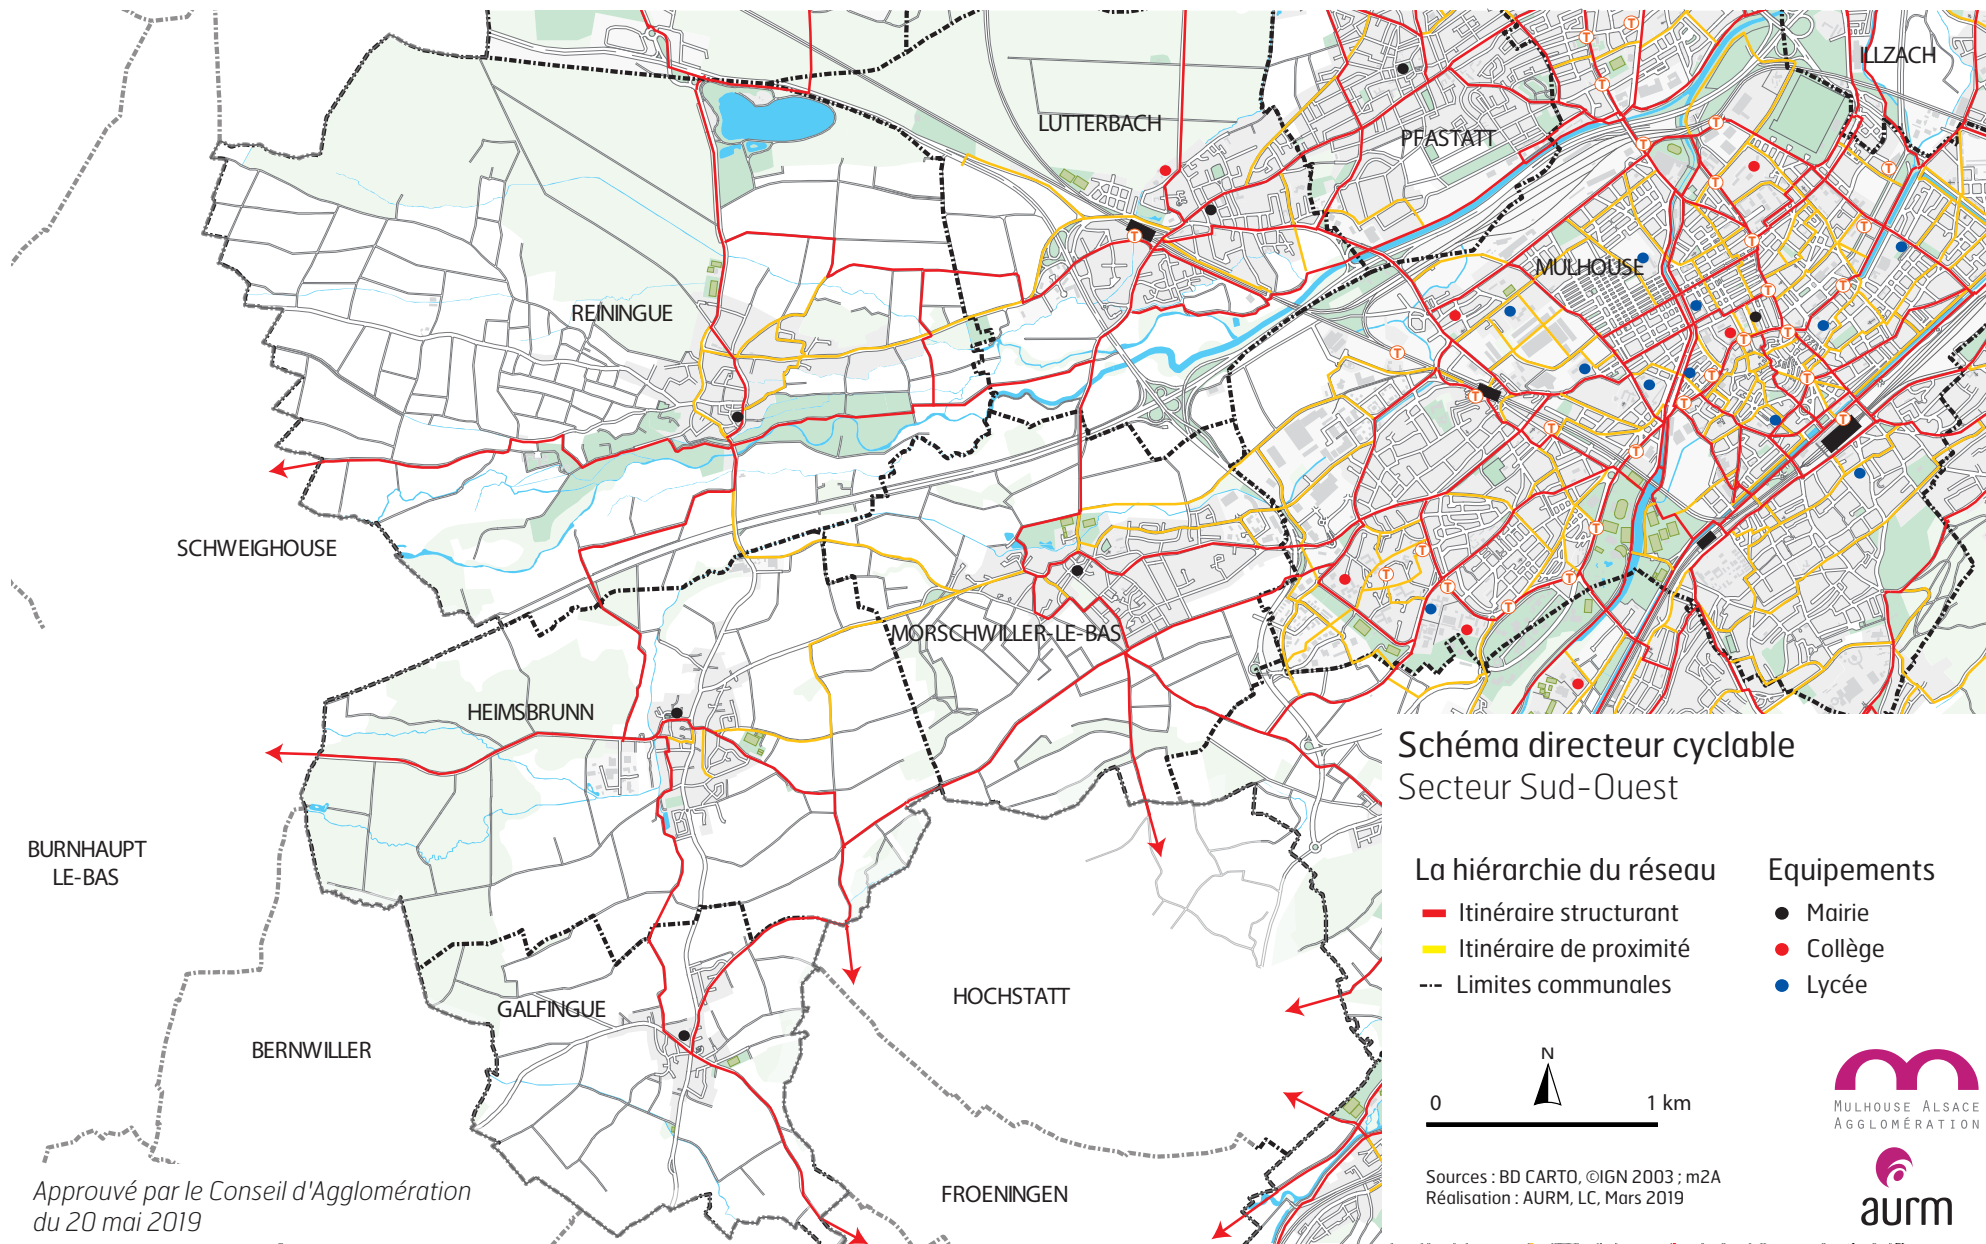 ILLZACH
LUTTERBACH
PFASTATT
MULHOUSE
REININGUE
SCHWEIGHOUSE
MORSCHWILLER-LE-BAS
HEIMSBRUNN
BURNHAUPT
LE-BAS
GALFINGUE
HOCHSTATT
BERNWILLER
FROENINGEN
Approuvé par le Conseil d'Agglomération
du 20 mai 2019
Schéma directeur cyclable
Secteur Sud-Ouest
La hiérarchie du réseau
Itinéraire structurant
Itinéraire de proximité
Limites communales
Equipements
Mairie
Collège
Lycée
N
0 1 km
Sources : BD CARTO, ©IGN 2003 ; m2A
Réalisation : AURM, LC, Mars 2019
MULHOUSE ALSACE
AGGLOMÉRATION
aurm